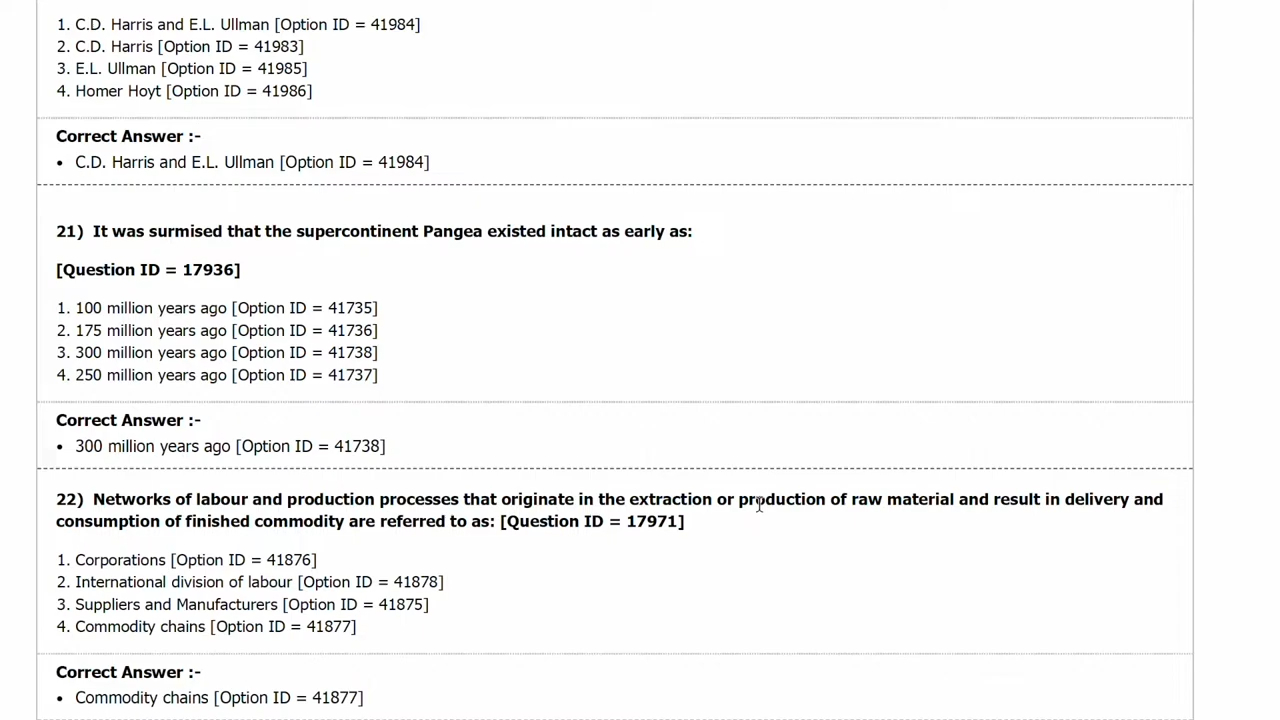 1. C.D. Harris and E.L. Ullman [Option ID = 41984]
2. C.D. Harris [Option ID = 41983]
3. E.L. Ullman [Option ID = 41985]
4. Homer Hoyt [Option ID = 41986]
Correct Answer :-
• C.D. Harris and E.L. Ullman [Option ID = 41984]
21) It was surmised that the supercontinent Pangea existed intact as early as:
[Question ID = 17936]
1. 100 million years ago [Option ID = 41735]
2. 175 million years ago [Option ID = 41736]
3. 300 million years ago [Option ID = 41738]
4. 250 million years ago [Option ID = 41737]
Correct Answer :-
• 300 million years ago [Option ID = 41738]
22) Networks of labour and production processes that originate in the extraction or production of raw material and result in delivery and
consumption of finished commodity are referred to as: [Question ID = 17971]
1. Corporations [Option ID = 41876]
2. International division of labour [Option ID = 41878]
3. Suppliers and Manufacturers [Option ID = 41875]
4. Commodity chains [Option ID = 41877]
Correct Answer :-
• Commodity chains [Option ID = 41877]